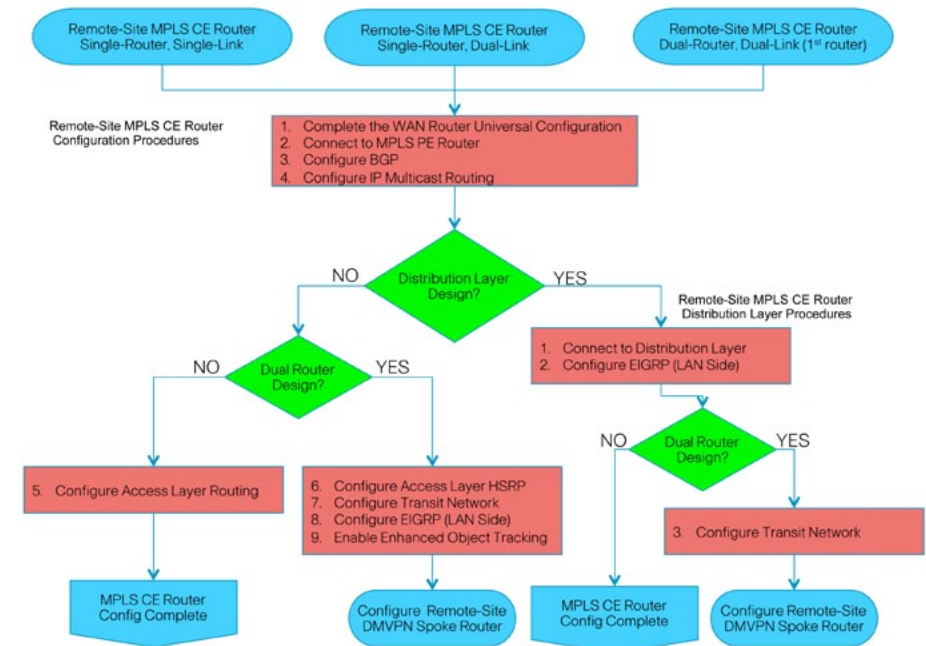 Remote-Site MPLS CE Router
Single-Router, Single-Link
Remote-Site MPLS CE Router
Single-Router, Dual-Link
Remote-Site MPLS CE Router
Dual-Router, Dual-Link (1st router)
Remote-Site MPLS CE Router
Configuration Procedures
1. Complete the WAN Router Universal Configuration
2. Connect to MPLS PE Router
3. Configure BGP
4. Configure IP Multicast Routing
NO
Distribution Layer
Design?
YES
Remote-Site MPLS CE Router
Distribution Layer Procedures
1. Connect to Distribution Layer
2. Configure EIGRP (LAN Side)
NO
Dual Router
Design?
YES
NO
Dual Router
Design?
YES
5. Configure Access Layer Routing
6. Configure Access Layer HSRP
7. Configure Transit Network
8. Configure EIGRP (LAN Side)
9. Enable Enhanced Object Tracking
3. Configure Transit Network
MPLS CE Router
Config Complete
Configure Remote-Site
DMVPN Spoke Router
MPLS CE Router
Config Complete
Configure Remote-Site
DMVPN Spoke Router